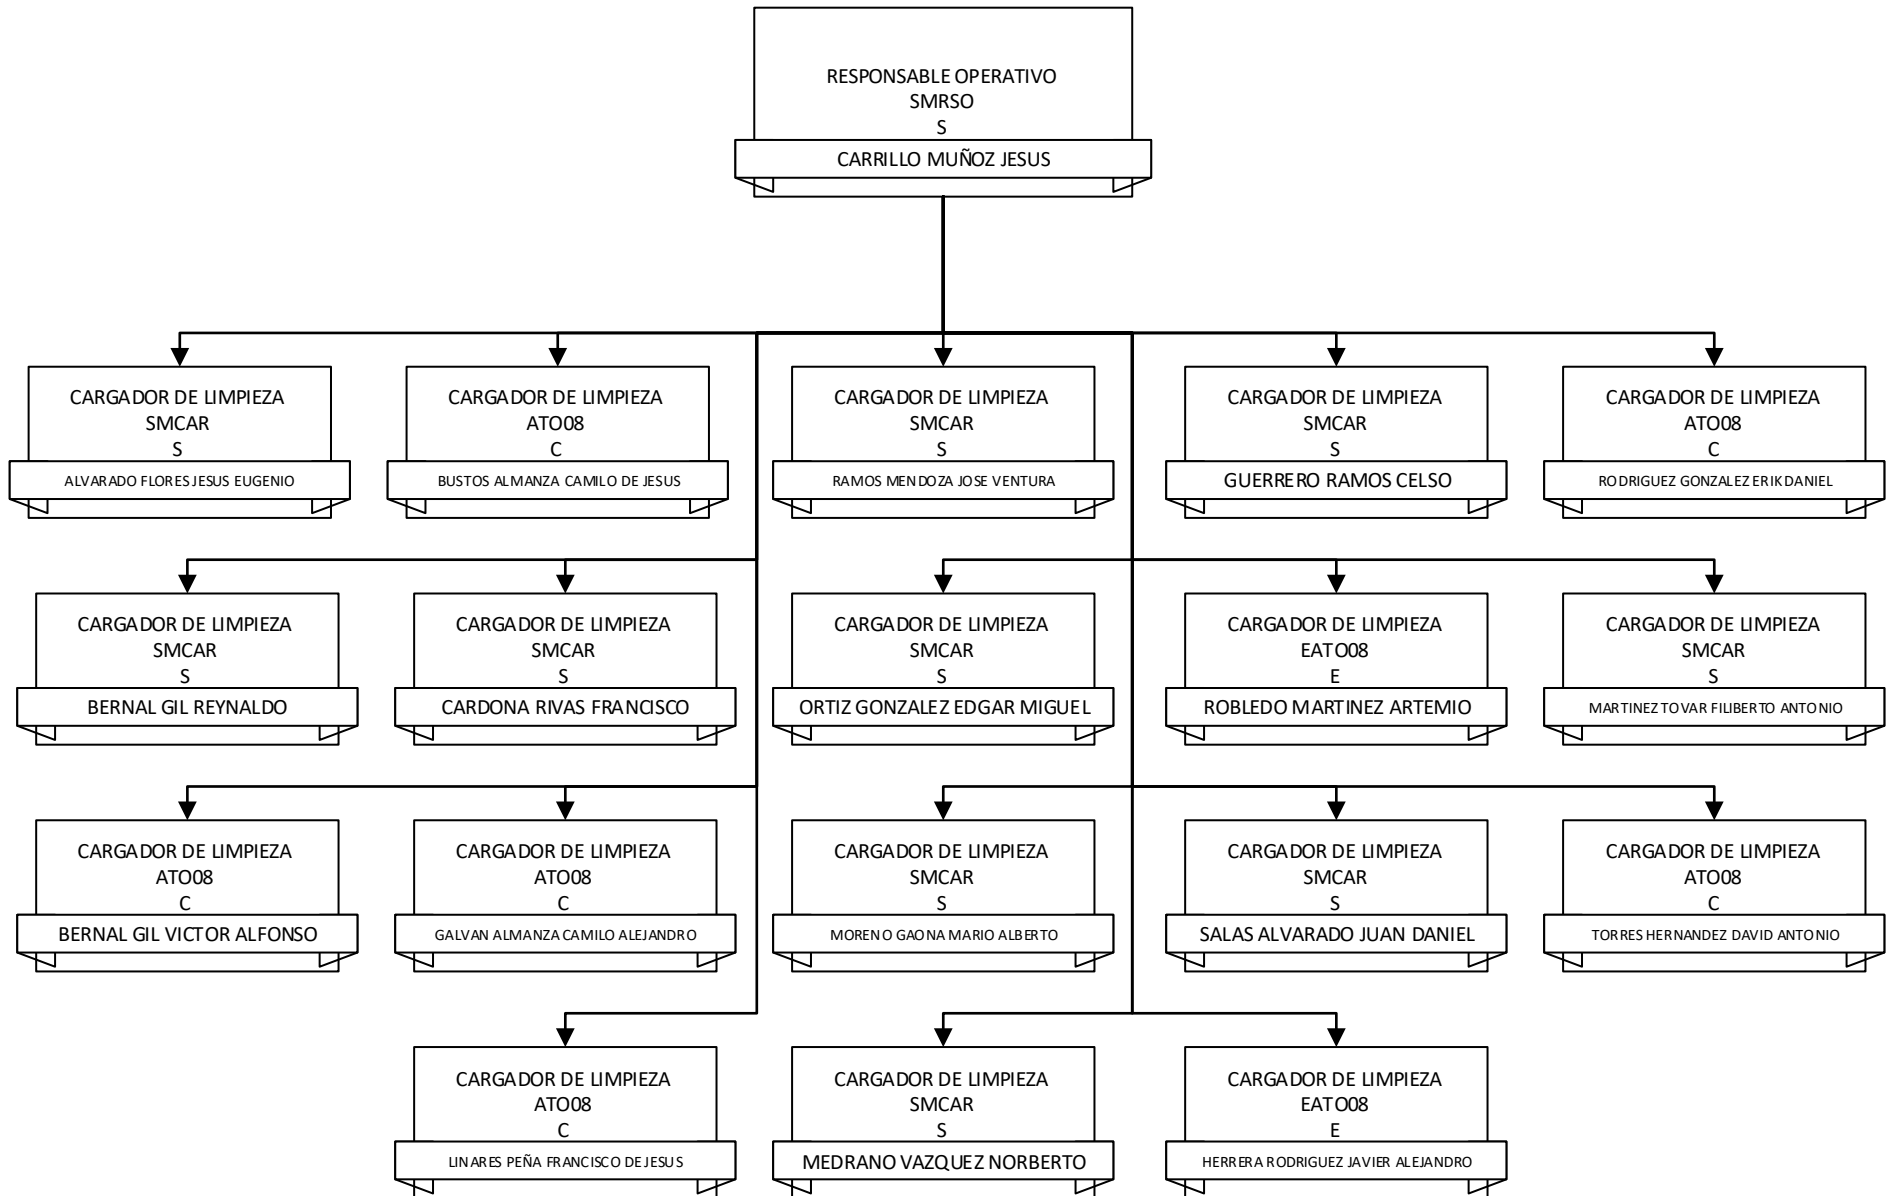 RESPONSABLE OPERATIVO
SMRSO
S
CARRILLO MUÑOZ JESUS
CARGADOR DE LIMPIEZA
SMCAR
S
ALVARADO FLORES JESUS EUGENIO
CARGADOR DE LIMPIEZA
ATO08
C
BUSTOS ALMANZA CAMILO DE JESUS
CARGADOR DE LIMPIEZA
SMCAR
S
RAMOS MENDOZA JOSE VENTURA
CARGADOR DE LIMPIEZA
SMCAR
S
GUERRERO RAMOS CELSO
CARGADOR DE LIMPIEZA
ATO08
C
RODRIGUEZ GONZALEZ ERIK DANIEL
CARGADOR DE LIMPIEZA
SMCAR
S
BERNAL GIL REYNALDO
CARGADOR DE LIMPIEZA
SMCAR
S
CARDONA RIVAS FRANCISCO
CARGADOR DE LIMPIEZA
SMCAR
S
ORTIZ GONZALEZ EDGAR MIGUEL
CARGADOR DE LIMPIEZA
EATO08
E
ROBLEDO MARTINEZ ARTEMIO
CARGADOR DE LIMPIEZA
SMCAR
S
MARTINEZ TOVAR FILIBERTO ANTONIO
CARGADOR DE LIMPIEZA
ATO08
C
BERNAL GIL VICTOR ALFONSO
CARGADOR DE LIMPIEZA
ATO08
C
GALVAN ALMANZA CAMILO ALEJANDRO
CARGADOR DE LIMPIEZA
SMCAR
S
MORENO GAONA MARIO ALBERTO
CARGADOR DE LIMPIEZA
SMCAR
S
SALAS ALVARADO JUAN DANIEL
CARGADOR DE LIMPIEZA
ATO08
C
TORRES HERNANDEZ DAVID ANTONIO
CARGADOR DE LIMPIEZA
ATO08
C
LINARES PEÑA FRANCISCO DE JESUS
CARGADOR DE LIMPIEZA
SMCAR
S
MEDRANO VAZQUEZ NORBERTO
CARGADOR DE LIMPIEZA
EATO08
E
HERRERA RODRIGUEZ JAVIER ALEJANDRO